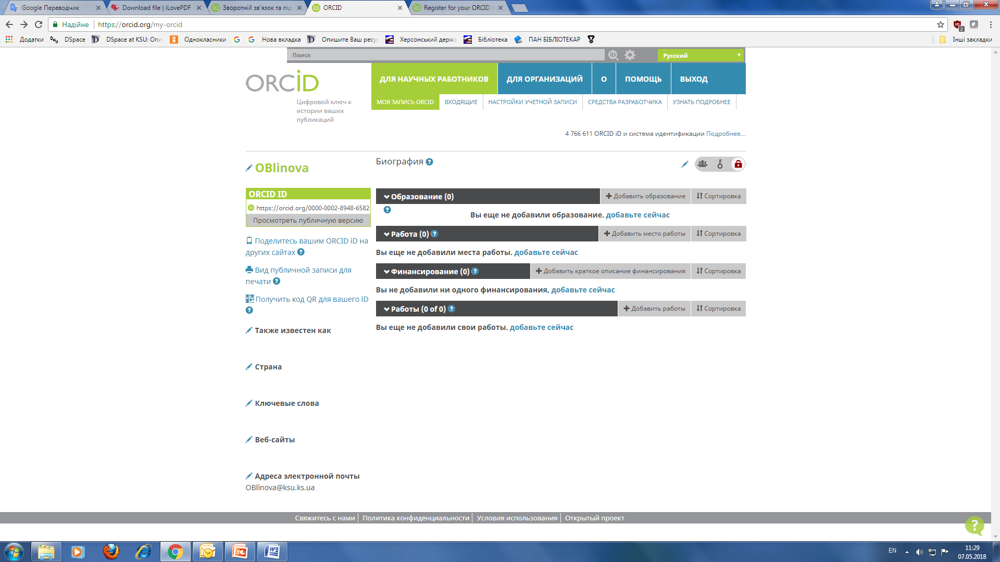 Google Переводчик
Download file | iLovePDF
Зворотній зв'язок та під
ORCID
Register for your ORCID i
Надійне
https://orcid.org/my-orcid
Додатки
DSpace
DSpace at KSU: Опи
Однокласники
Нова вкладка
Опишите Ваш ресу
Херсонський держа
Бібліотека
ПАН БІБЛІОТЕКАР
Інші закладки
Поиск
Русский
ORCID
Цифровой ключ к
истории ваших
публикаций
ДЛЯ НАУЧНЫХ РАБОТНИКОВ
ДЛЯ ОРГАНИЗАЦИЙ
О
ПОМОЩЬ
ВЫХОД
МОЯ ЗАПИСЬ ORCID
ВХОДЯЩИЕ
НАСТРОЙКИ УЧЕТНОЙ ЗАПИСИ
СРЕДСТВА РАЗРАБОТЧИКА
УЗНАТЬ ПОДРОБНЕЕ
4 766 611 ORCID iD и система идентификации Подробнее...
OBlinova
ORCID ID
https://orcid.org/0000-0002-8948-6582
Просмотреть публичную версию
Поделитесь вашим ORCID iD на
других сайтах
Вид публичной записи для
печати
Получить код QR для вашего iD
Также известен как
Страна
Ключевые слова
Веб-сайты
Адреса электронной почты
OBlinova@ksu.ks.ua
Биография
Образование (0)
Добавить образование
Сортировка
Вы еще не добавили образование. добавьте сейчас
Работа (0)
Добавить место работы
Сортировка
Вы еще не добавили места работы. добавьте сейчас
Финансирование (0)
Добавить краткое описание финансирования
Сортировка
Вы не добавили ни одного финансирования, добавьте сейчас
Работы (0 of 0)
Добавить работы
Сортировка
Вы еще не добавили свои работы. добавьте сейчас
Свяжитесь с нами
Политика конфиденциальности
Условия использования
Открытый проект
EN
11:29
07.05.2018